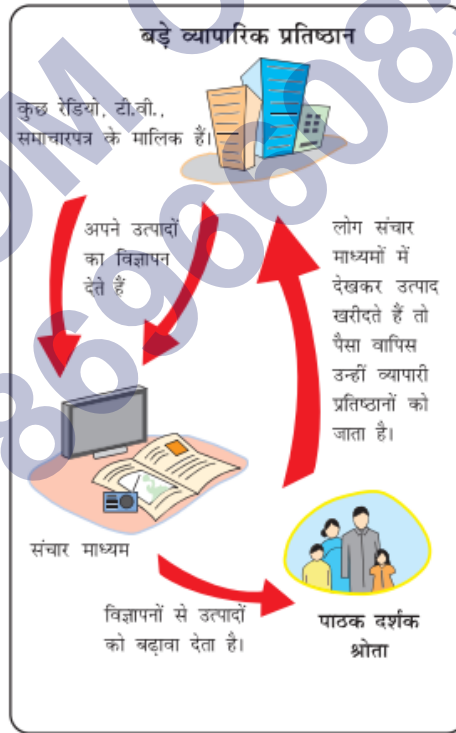 बड़े व्यापारिक प्रतिष्ठान
कुछ रेडियो, टी.वी.,
समाचारपत्र के मालिक हैं।
अपने उत्पादों
का विज्ञापन
देते हैं
लोग संचार
माध्यमों में
देखकर उत्पाद
खरीदते हैं तो
पैसा वापिस
उन्हीं व्यापारी
प्रतिष्ठानों को
जाता है।
संचार माध्यम
विज्ञापनों से उत्पादों
को बढ़ावा देता है।
पाठक दर्शक
श्रोता